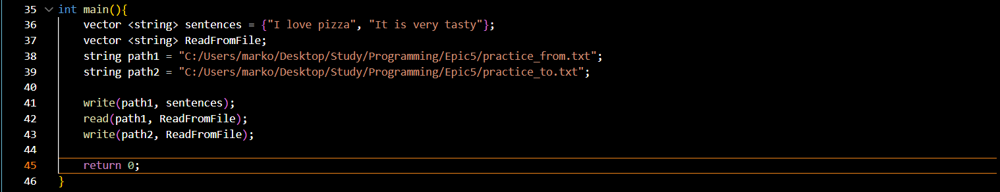 35 int main(){
36 vector <string> sentences = {"I love pizza", "It is very tasty"};
37 vector <string> ReadFromFile;
38 string path1 = "C:/Users/marko/Desktop/Study/Programming/Epic5/practice_from.txt";
39 string path2 = "C:/Users/marko/Desktop/Study/Programming/Epic5/practice_to.txt";
40
41 write(path1, sentences);
42 read(path1, ReadFromFile);
43 write(path2, ReadFromFile);
44
45 return 0;
46 }